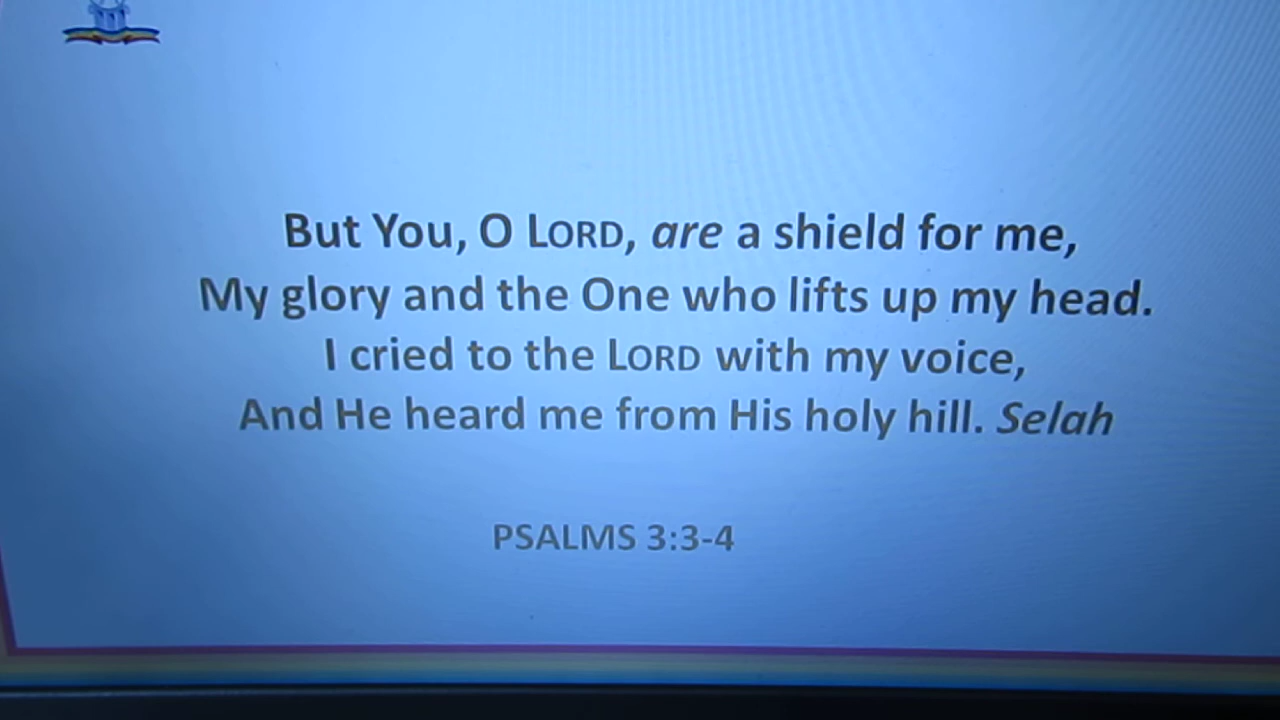 But You, O LORD, are a shield for me,
My glory and the One who lifts up my head.
I cried to the LORD with my voice,
And He heard me from His holy hill. Selah
PSALMS 3:3-4